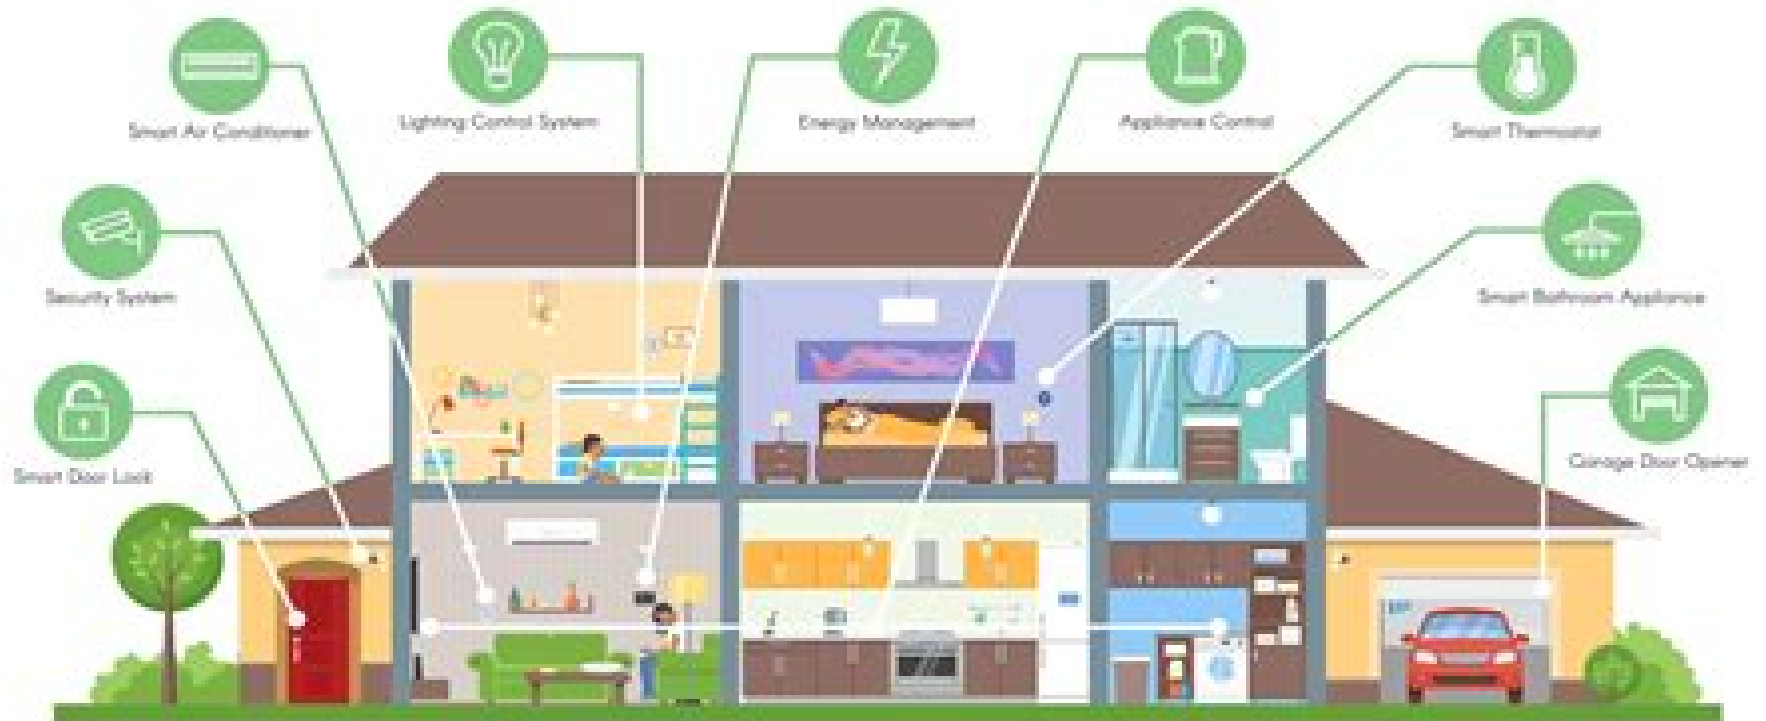 Smart Air Conditioner
Lighting Control System
Energy Management
Appliance Control
Smart Thermostat
Security System
Smart Bathroom Appliance
Smart Door Lock
Garage Door Opener